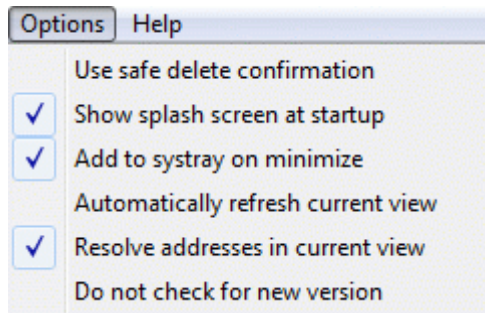 Options Help
Use safe delete confirmation
Show splash screen at startup
Add to systray on minimize
Automatically refresh current view
Resolve addresses in current view
Do not check for new version